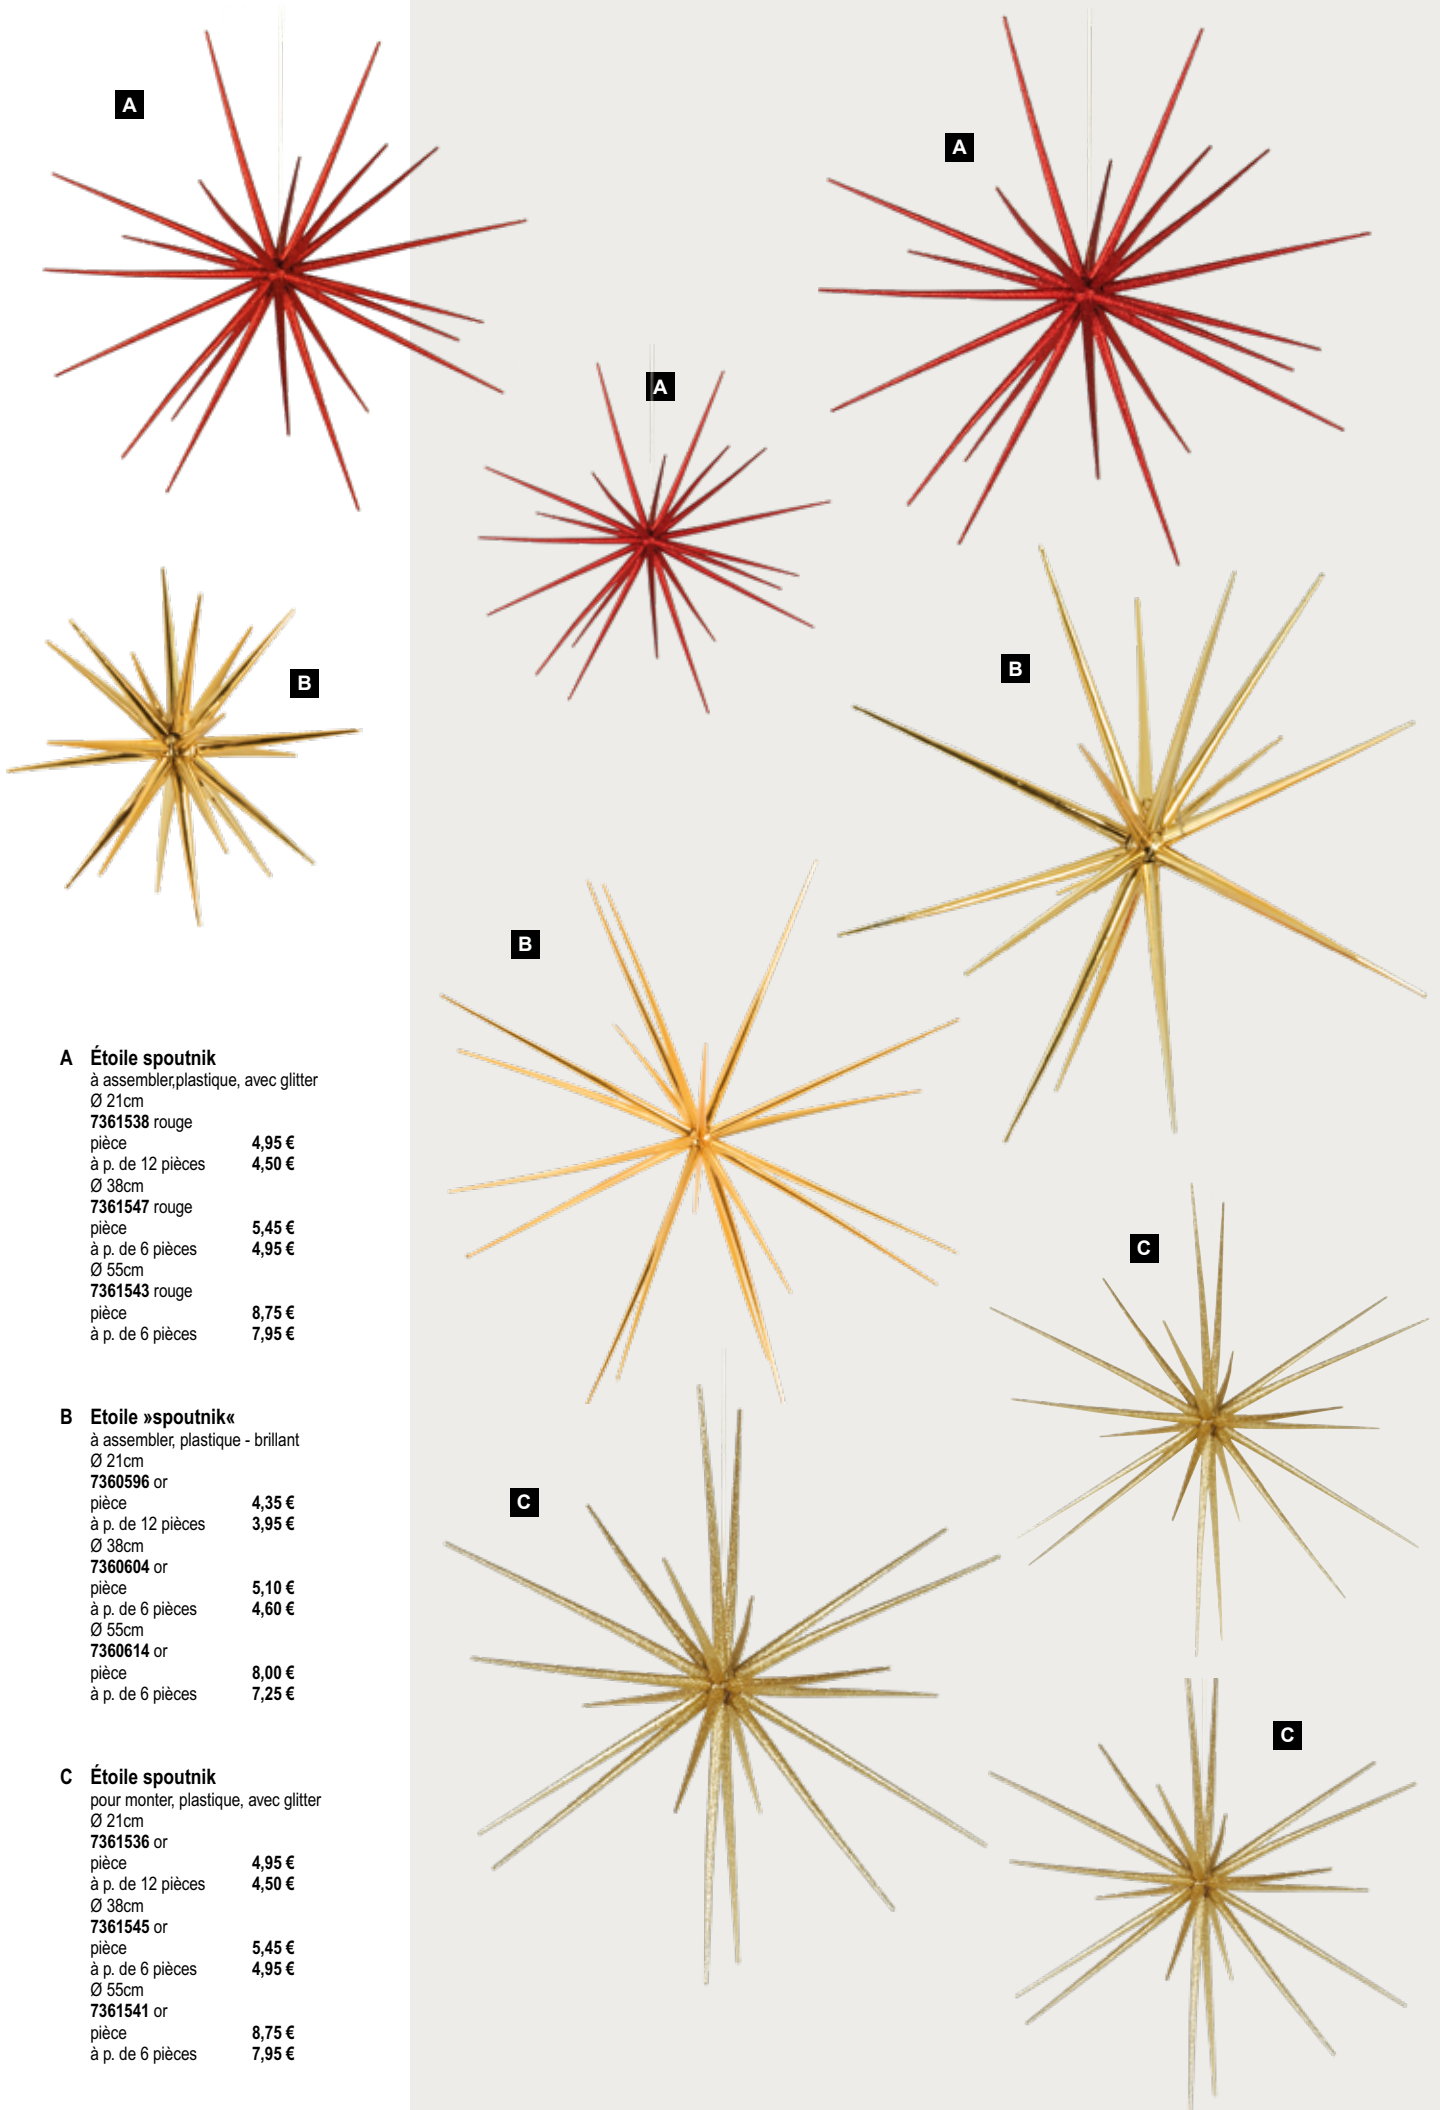 A
A
A
B
B
B
C
C
C
A Étoile spoutnik
à assembler,plastique, avec glitter
Ø 21cm
7361538 rouge
pièce 4,95 €
à p. de 12 pièces 4,50 €
Ø 38cm
7361547 rouge
pièce 5,45 €
à p. de 6 pièces 4,95 €
Ø 55cm
7361543 rouge
pièce 8,75 €
à p. de 6 pièces 7,95 €
B Etoile »spoutnik«
à assembler, plastique - brillant
Ø 21cm
7360596 or
pièce 4,35 €
à p. de 12 pièces 3,95 €
Ø 38cm
7360604 or
pièce 5,10 €
à p. de 6 pièces 4,60 €
Ø 55cm
7360614 or
pièce 8,00 €
à p. de 6 pièces 7,25 €
C Étoile spoutnik
pour monter, plastique, avec glitter
Ø 21cm
7361536 or
pièce 4,95 €
à p. de 12 pièces 4,50 €
Ø 38cm
7361545 or
pièce 5,45 €
à p. de 6 pièces 4,95 €
Ø 55cm
7361541 or
pièce 8,75 €
à p. de 6 pièces 7,95 €